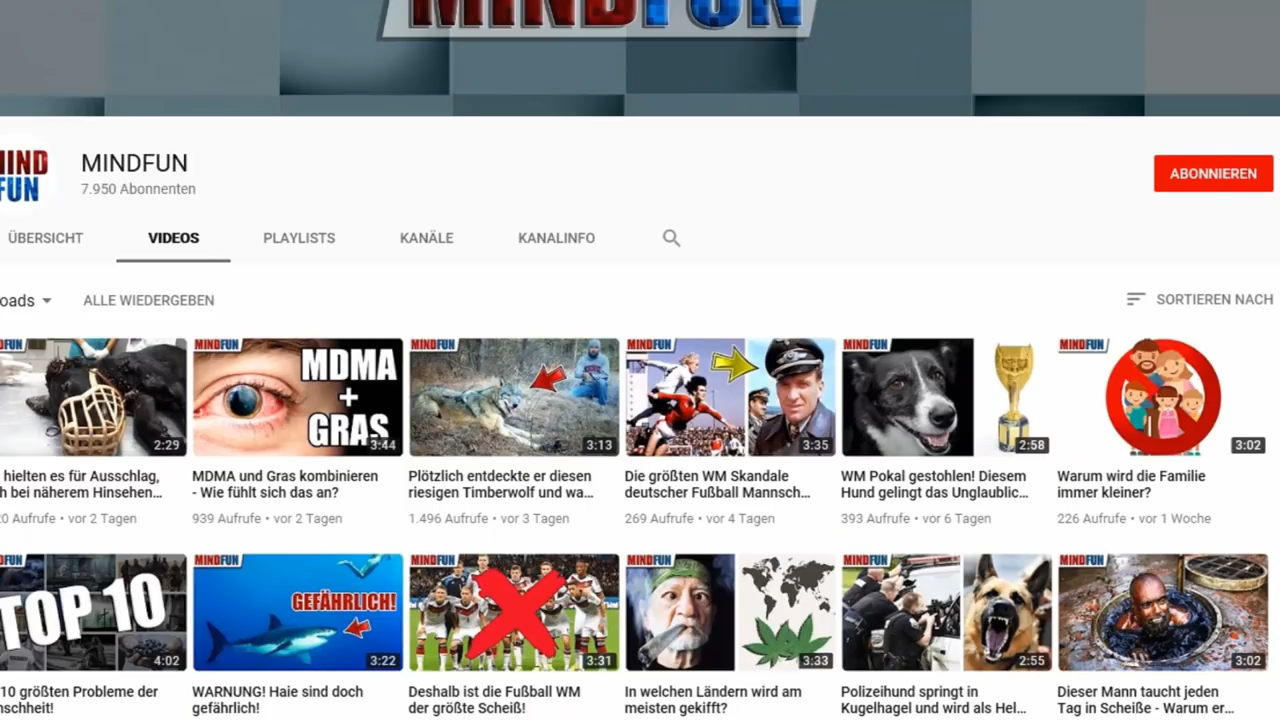 MINDFUN
MIND
FUN
MINDFUN
7.950 Abonnenten
ABONNIEREN
ÜBERSICHT
VIDEOS
PLAYLISTS
KANÄLE
KANALINFO
oads
ALLE WIEDERGEBEN
SORTIEREN NACH
DFUN
2:29
MINDFUN
MDMA
+
GRAS
3:44
MINDFUN
3:13
MINDFUN
3:35
MINDFUN
2:58
MINDFUN
3:02
hielten es für Ausschlag,
h bei näherem Hinsehen...
MDMA und Gras kombinieren
- Wie fühlt sich das an?
Plötzlich entdeckte er diesen
riesigen Timberwolf und wa...
Die größten WM Skandale
deutscher Fußball Mannsch...
WM Pokal gestohlen! Diesem
Hund gelingt das Unglaublic...
Warum wird die Familie
immer kleiner?
0 Aufrufe • vor 2 Tagen
939 Aufrufe • vor 2 Tagen
1.496 Aufrufe • vor 3 Tagen
269 Aufrufe • vor 4 Tagen
393 Aufrufe • vor 6 Tagen
226 Aufrufe • vor 1 Woche
DFUN
TOP 10
4:02
MINDFUN
GEFÄHRLICH!
3:22
MINDFUN
3:31
MINDFUN
3:33
MINDFUN
2:55
MINDFUN
3:02
10 größten Probleme der
nschheit!
WARNUNG! Haie sind doch
gefährlich!
Deshalb ist die Fußball WM
der größte Scheiß!
In welchen Ländern wird am
meisten gekifft?
Polizeihund springt in
Kugelhagel und wird als Hel...
Dieser Mann taucht jeden
Tag in Scheiße - Warum er...